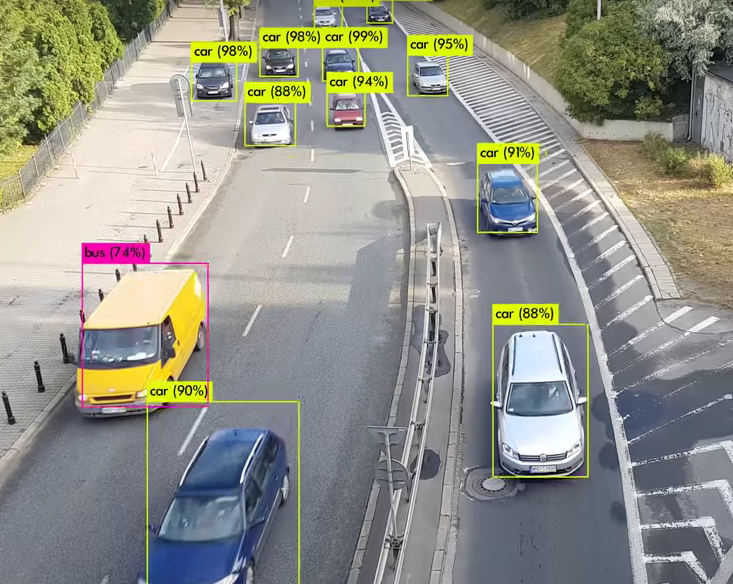 car (98%)
car (98%)
car (99%)
car (95%)
car (88%)
car (94%)
car (91%)
bus (74%)
car (88%)
car (90%)